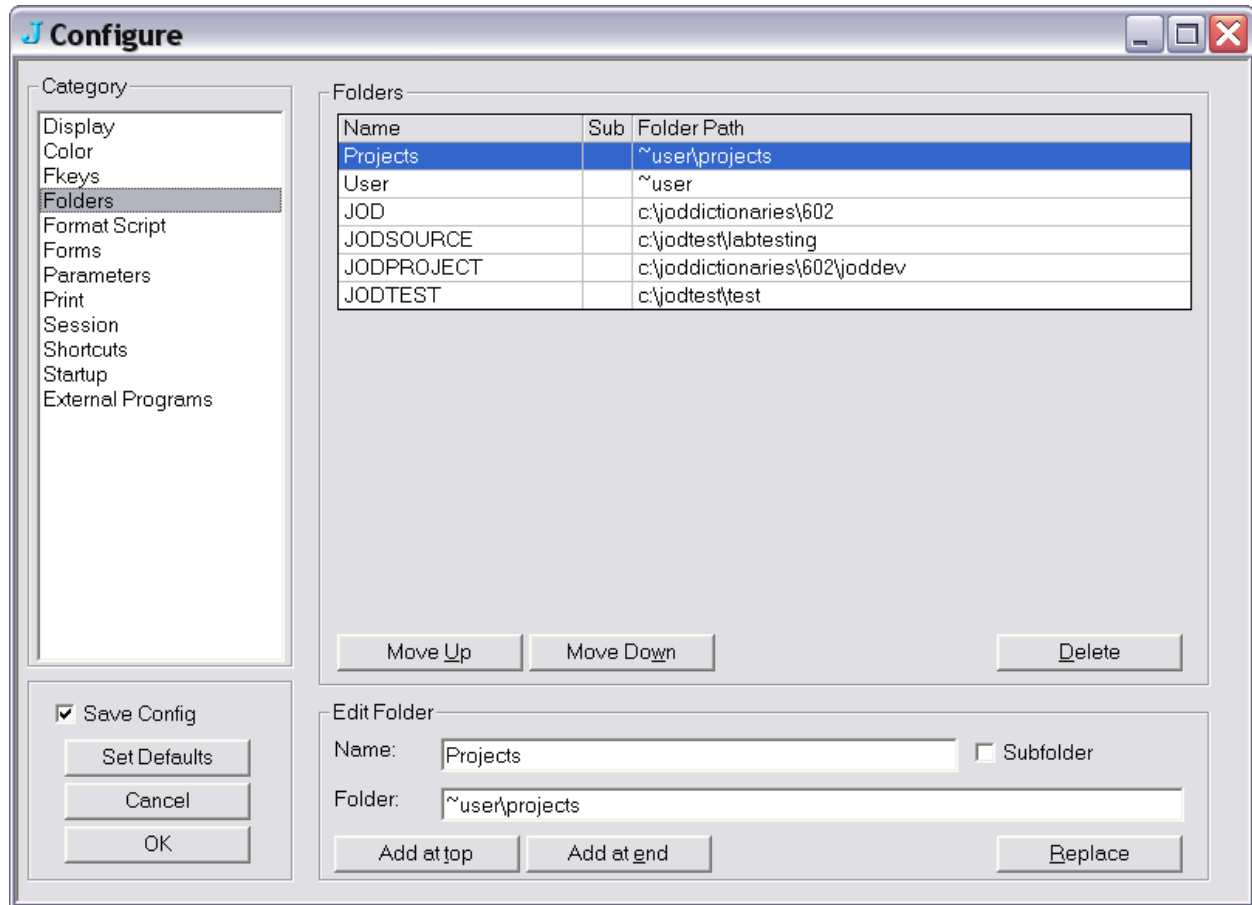 J Configure
Category
Display
Color
Fkeys
Folders
Format Script
Forms
Parameters
Print
Session
Shortcuts
Startup
External Programs
Save Config
Set Defaults
Cancel
OK
Folders
Name Sub Folder Path
Projects ~user\projects
User ~user
JOD c:\joddictionaries\602
JODSOURCE c:\jodtest\labtesting
JODPROJECT c:\joddictionaries\602\joddev
JODTEST c:\jodtest\test
Move Up Move Down Delete
Edit Folder
Name: Projects Subfolder
Folder: ~user\projects
Add at top Add at end Replace